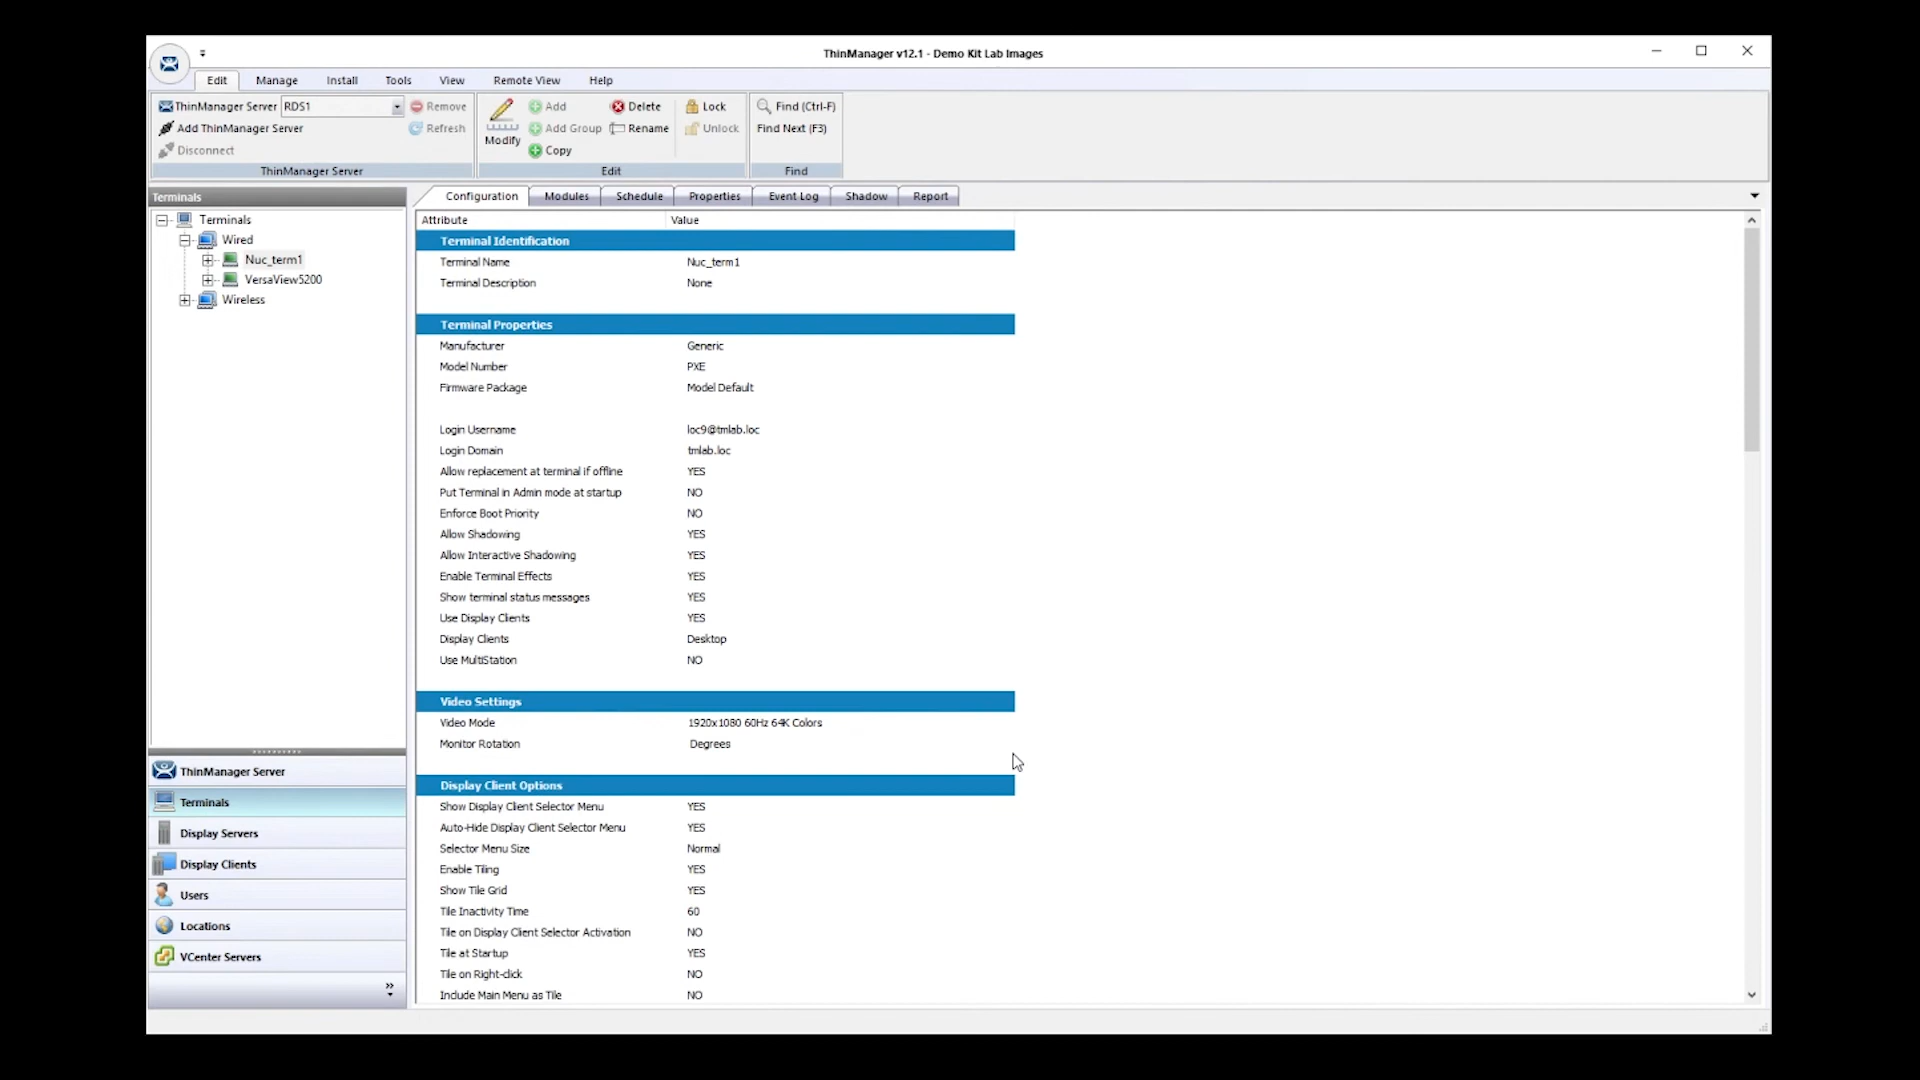 ThinManager v12.1 - Demo Kit Lab Images
Edit Manage Install Tools View Remote View Help
ThinManager Server RDS1 Remove
Add ThinManager Server Refresh
Disconnect
ThinManager Server
Modify
Add Delete Lock
Add Group Rename Unlock
Copy
Edit
Find (Ctrl-F)
Find Next (F3)
Find
Terminals
Terminals
Wired
Nuc_term1
VersaView5200
Wireless
ThinManager Server
Terminals
Display Servers
Display Clients
Users
Locations
VCenter Servers
Configuration Modules Schedule Properties Event Log Shadow Report
Attribute Value
Terminal Identification
Terminal Name Nuc_term1
Terminal Description None
Terminal Properties
Manufacturer Generic
Model Number PXE
Firmware Package Model Default
Login Username loc9@tmlab.loc
Login Domain tmlab.loc
Allow replacement at terminal if offline YES
Put Terminal in Admin mode at startup NO
Enforce Boot Priority NO
Allow Shadowing YES
Allow Interactive Shadowing YES
Enable Terminal Effects YES
Show terminal status messages YES
Use Display Clients YES
Display Clients Desktop
Use MultiStation NO
Video Settings
Video Mode 1920x1080 60Hz 64K Colors
Monitor Rotation Degrees
Display Client Options
Show Display Client Selector Menu YES
Auto-Hide Display Client Selector Menu YES
Selector Menu Size Normal
Enable Tiling YES
Show Tile Grid YES
Tile Inactivity Time 60
Tile on Display Client Selector Activation NO
Tile at Startup YES
Tile on Right-click NO
Include Main Menu as Tile NO